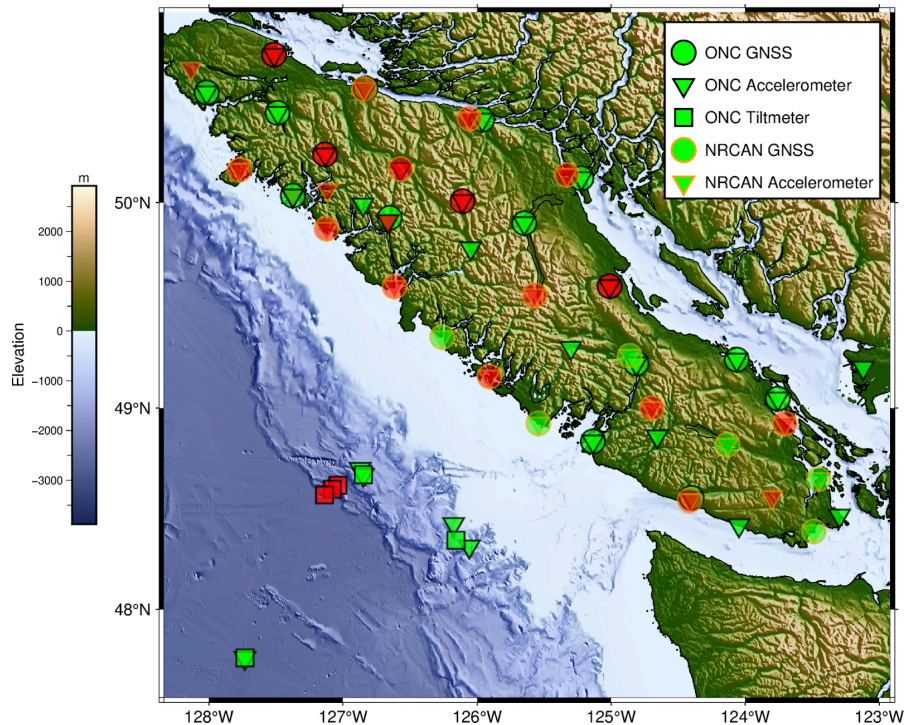 ONC GNSS
ONC Accelerometer
ONC Tiltmeter
NRCAN GNSS
NRCAN Accelerometer
m
2000
1000
0
−1000
−2000
−3000
Elevation
50°N
49°N
48°N
128°W
127°W
126°W
125°W
124°W
123°W